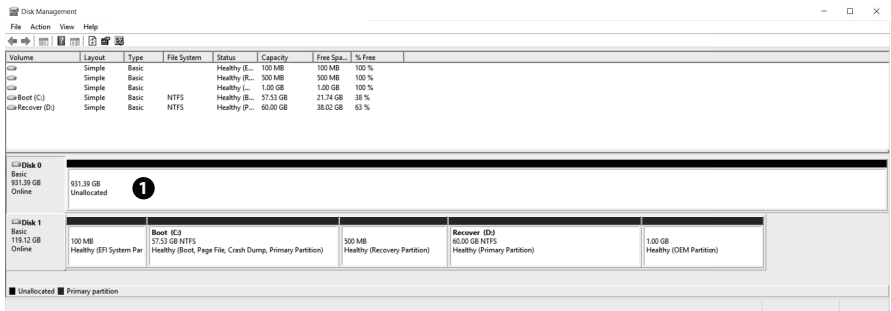 Disk Management
File Action View Help
Volume Layout Type File System Status Capacity Free Spa... % Free
Simple Basic Healthy (E... 100 MB 100 MB 100 %
Simple Basic Healthy (R... 500 MB 500 MB 100 %
Simple Basic Healthy (... 1.00 GB 1.00 GB 100 %
Boot (C:) Simple Basic NTFS Healthy (B... 57.53 GB 21.74 GB 38 %
Recover (D:) Simple Basic NTFS Healthy (P... 60.00 GB 38.02 GB 63 %
Disk 0
Basic
931.39 GB
Online
931.39 GB
Unallocated
1
Disk 1
Basic
119.12 GB
Online
100 MB
Healthy (EFI System Par
Boot (C:)
57.53 GB NTFS
Healthy (Boot, Page File, Crash Dump, Primary Partition)
500 MB
Healthy (Recovery Partition)
Recover (D:)
60.00 GB NTFS
Healthy (Primary Partition)
1.00 GB
Healthy (OEM Partition)
Unallocated Primary partition